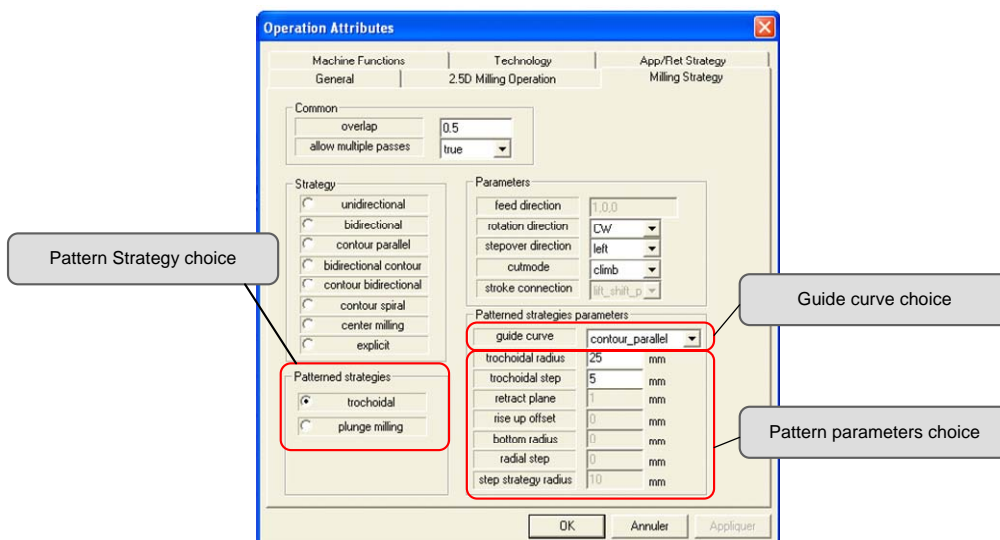 Operation Attributes
Machine Functions
Technology
App/Ret Strategy
General
2.5D Milling Operation
Milling Strategy
Common
overlap
0.5
allow multiple passes
true
Strategy
unidirectional
bidirectional
contour parallel
bidirectional contour
contour bidirectional
contour spiral
center milling
explicit
Parameters
feed direction
1,0,0
rotation direction
CW
stepover direction
left
cutmode
climb
stroke connection
lift_shift_p
Patterned strategies
trochoidal
plunge milling
Patterned strategies parameters
guide curve
contour_parallel
trochoidal radius
25 mm
trochoidal step
5 mm
retract plane
1 mm
rise up offset
0 mm
bottom radius
0 mm
radial step
0 mm
step strategy radius
10 mm
OK
Annuler
Appliquer
Pattern Strategy choice
Guide curve choice
Pattern parameters choice